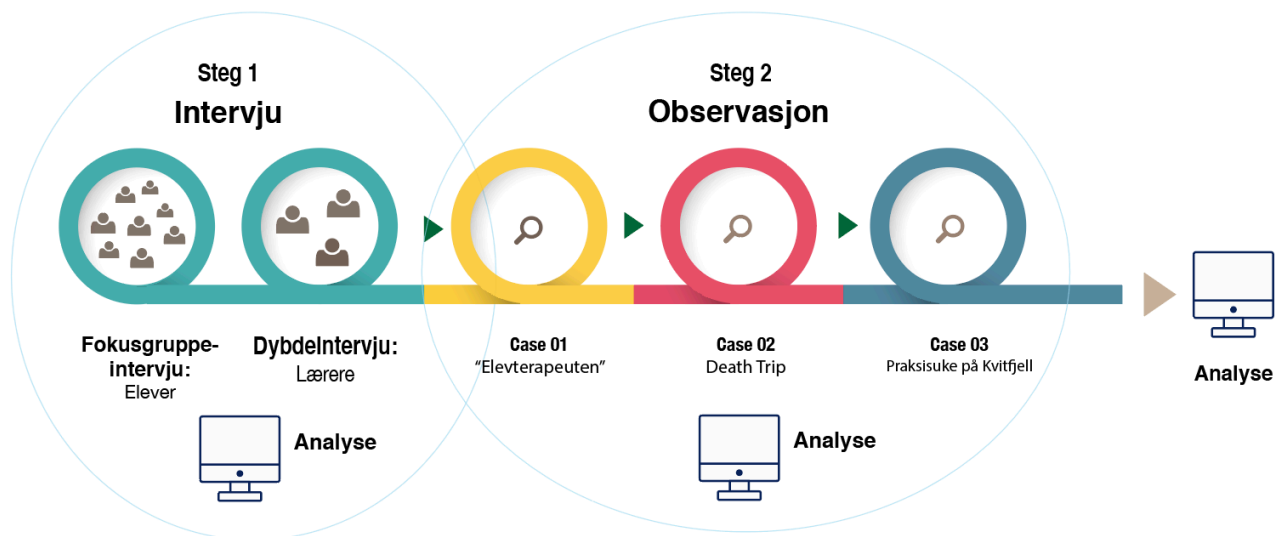 Steg 1
Intervju
Steg 2
Observasjon
Fokusgruppe-
intervju:
Elever
DybdeIntervju:
Lærere
Case 01
“Elevterapeuten”
Case 02
Death Trip
Case 03
Praksisuke på Kvitfjell
Analyse
Analyse
Analyse